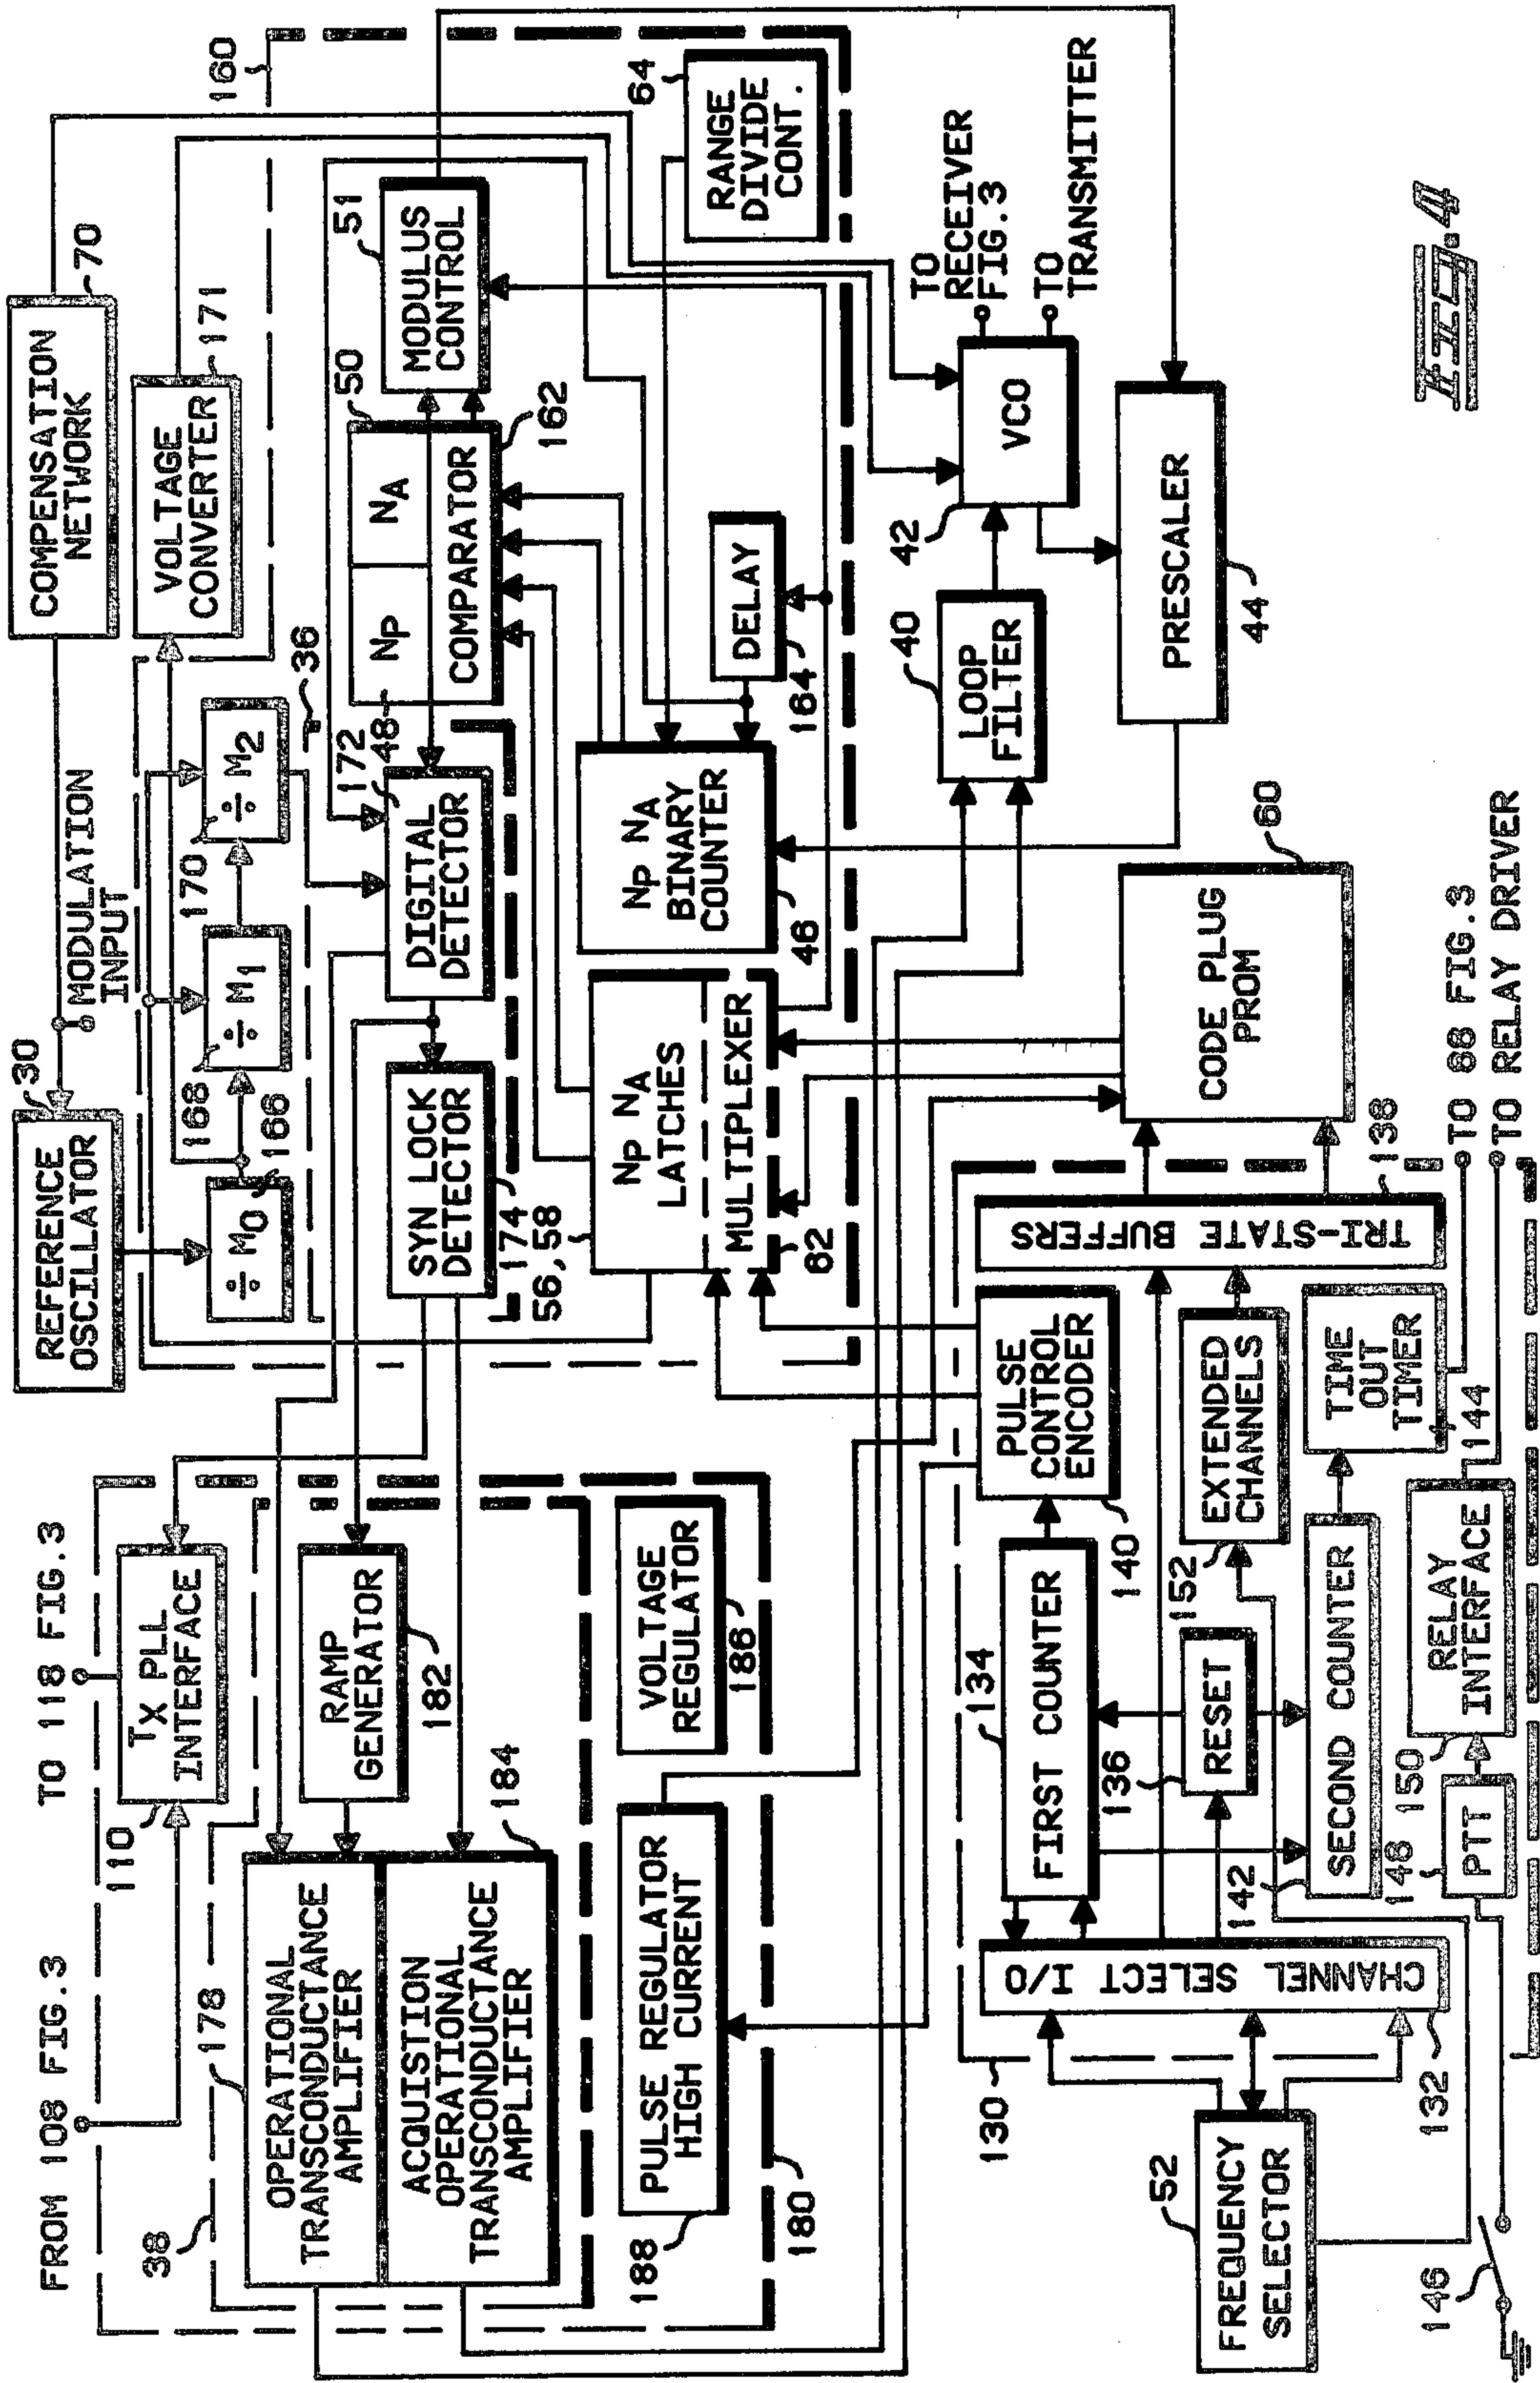 FROM 108 FIG.3
TO 118 FIG.3
38
178
110
TX PLL
INTERFACE
OPERATIONAL
TRANSCONDUCTANCE
AMPLIFIER
RAMP
GENERATOR
182
ACQUISTION
OPERATIONAL
TRANSCONDUCTANCE
AMPLIFIER
184
PULSE REGULATOR
HIGH CURRENT
188
180
VOLTAGE
REGULATOR
186
REFERENCE
OSCILLATOR
30
MODULATION
INPUT
COMPENSATION
NETWORK
70
VOLTAGE
CONVERTER
171
160
÷ M0
166
168
÷ M1
170
÷ M2
36
SYN LOCK
DETECTOR
174
DIGITAL
DETECTOR
172
48
NP
NA
COMPARATOR
50
162
MODULUS
CONTROL
51
56,58
NP NA
LATCHES
MULTIPLEXER
62
NP NA
BINARY
COUNTER
46
DELAY
164
RANGE
DIVIDE
CONT.
64
LOOP
FILTER
40
VCO
42
TO
RECEIVER
FIG.3
TO
TRANSMITTER
PRESCALER
44
CODE PLUG
PROM
60
130
FREQUENCY
SELECTOR
52
CHANNEL SELECT I/O
132
FIRST COUNTER
134
RESET
136
PULSE
CONTROL
ENCODER
140
EXTENDED
CHANNELS
152
TRI-STATE BUFFERS
138
SECOND COUNTER
142
TIME
OUT
TIMER
144
PTT
148
RELAY
INTERFACE
150
146
TO 68 FIG.3
TO RELAY DRIVER
FIG.4